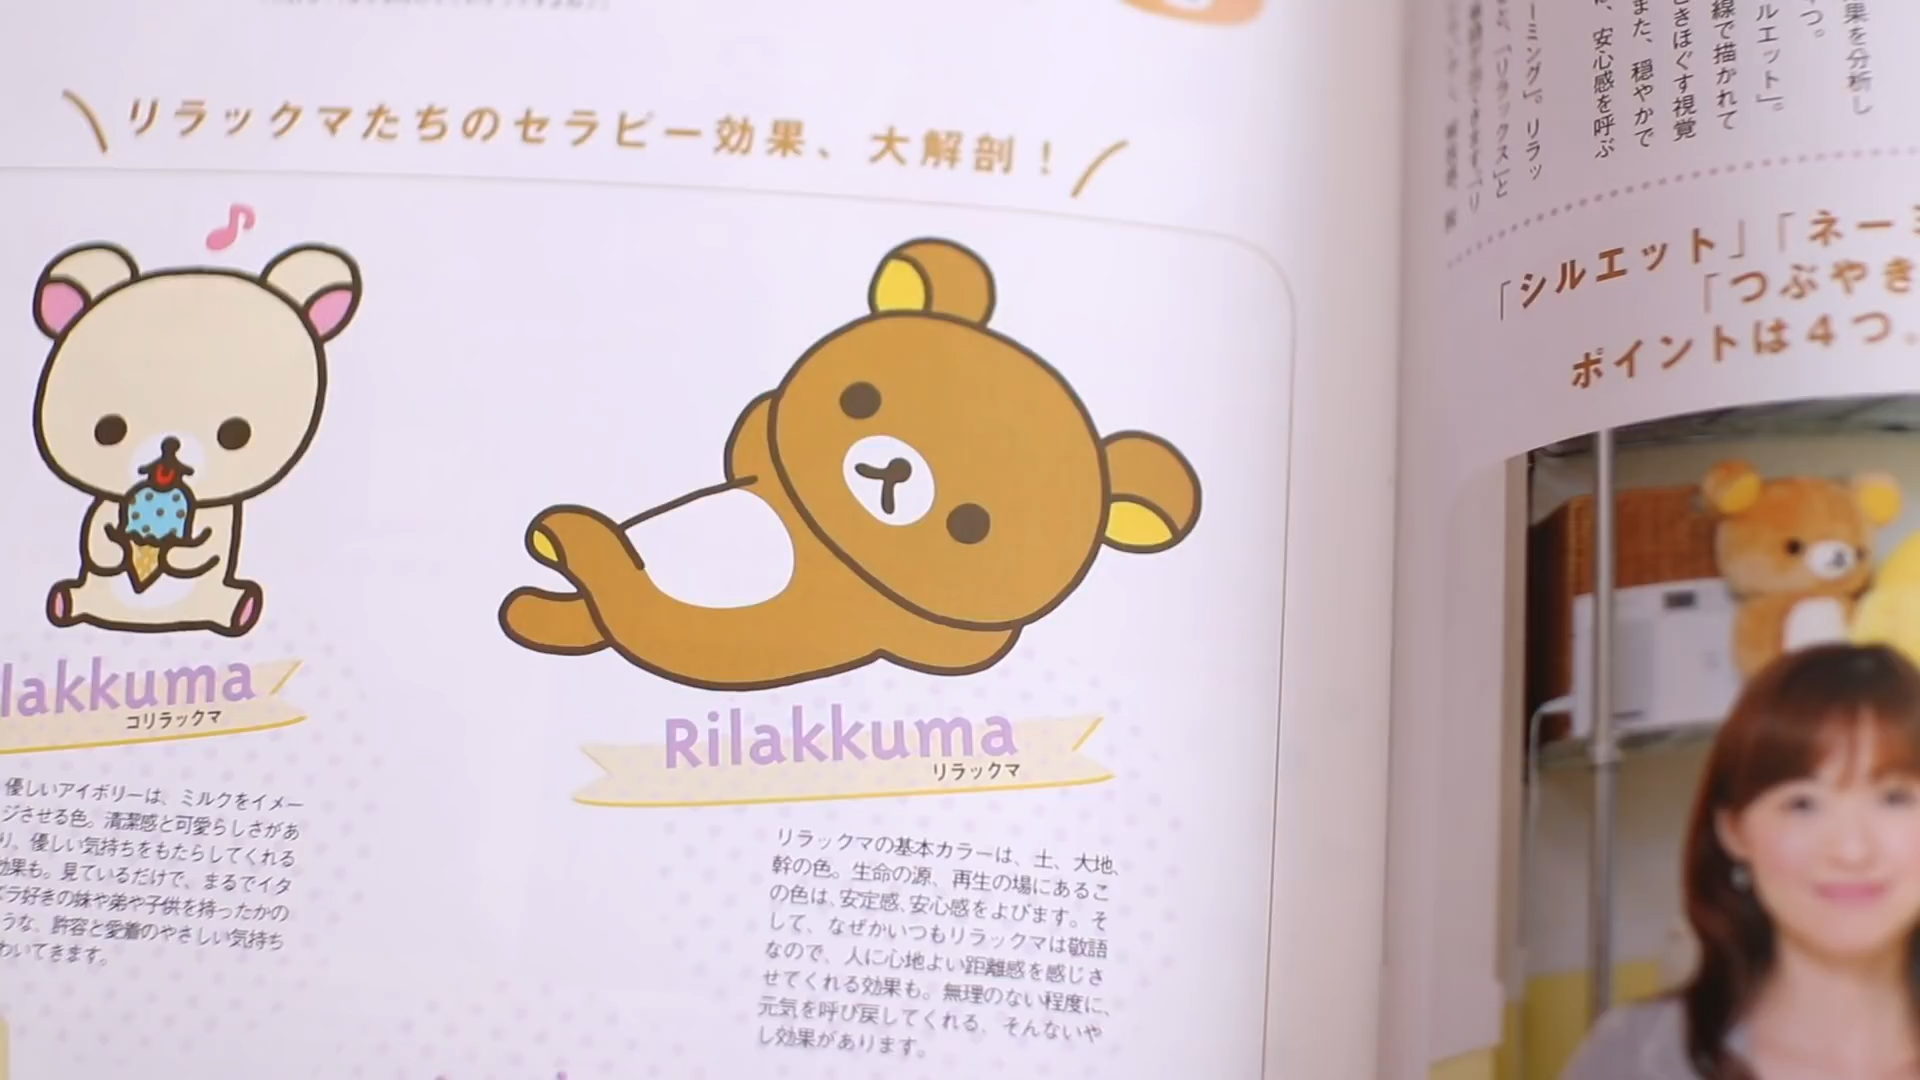 リラックマたちのセラピー効果、大解剖！
lakkuma
コリラックマ
優しいアイボリーは、ミルクをイメー
ジさせる色。清潔感と可愛らしさがあ
り、優しい気持ちをもたらしてくれる
効果も。見ているだけで、まるでイタ
ズラ好きの妹や弟や子供を持ったかの
うな、許容と愛着のやさしい気持ち
わいてきます。
Rilakkuma
リラックマ
リラックマの基本カラーは、土、大地、
幹の色。生命の源、再生の場にあるこ
の色は、安定感、安心感をよびます。そ
して、なぜかいつもリラックマは敬語
なので、人に心地よい距離感を感じさ
せてくれる効果も。無理のない程度に、
元気を呼び戻してくれる、そんないや
し効果があります。
果を分析し
つ。
ルエット」。
線で描かれて
ときほぐす視覚
また、穏やかで
、安心感を呼ぶ
ーミング」。リラッ
「シルエット」「ネーミ
「つぶやき
ポイントは４つ。